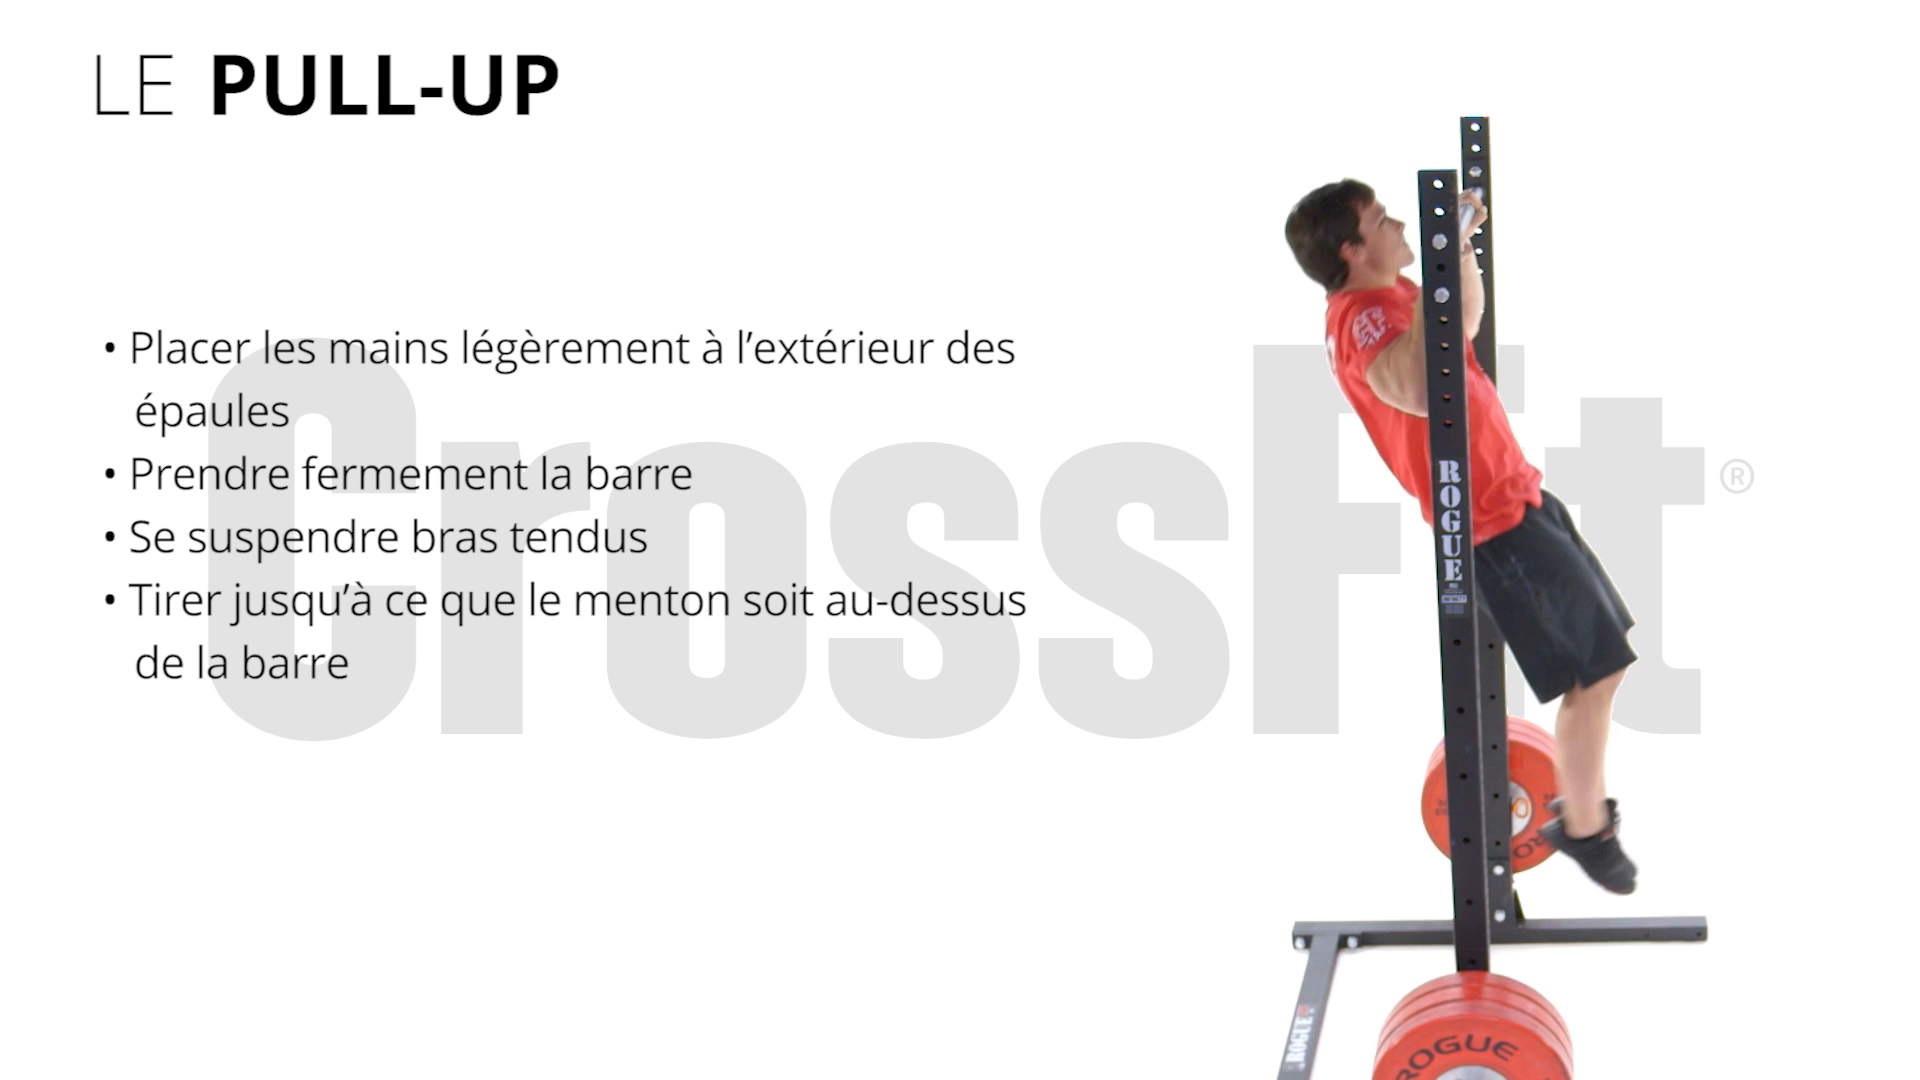 LE PULL-UP
• Placer les mains légèrement à l’extérieur des
épaules
• Prendre fermement la barre
• Se suspendre bras tendus
• Tirer jusqu’à ce que le menton soit au-dessus
de la barre
CrossFit®
ROGUE
ROGUE
ROGUE